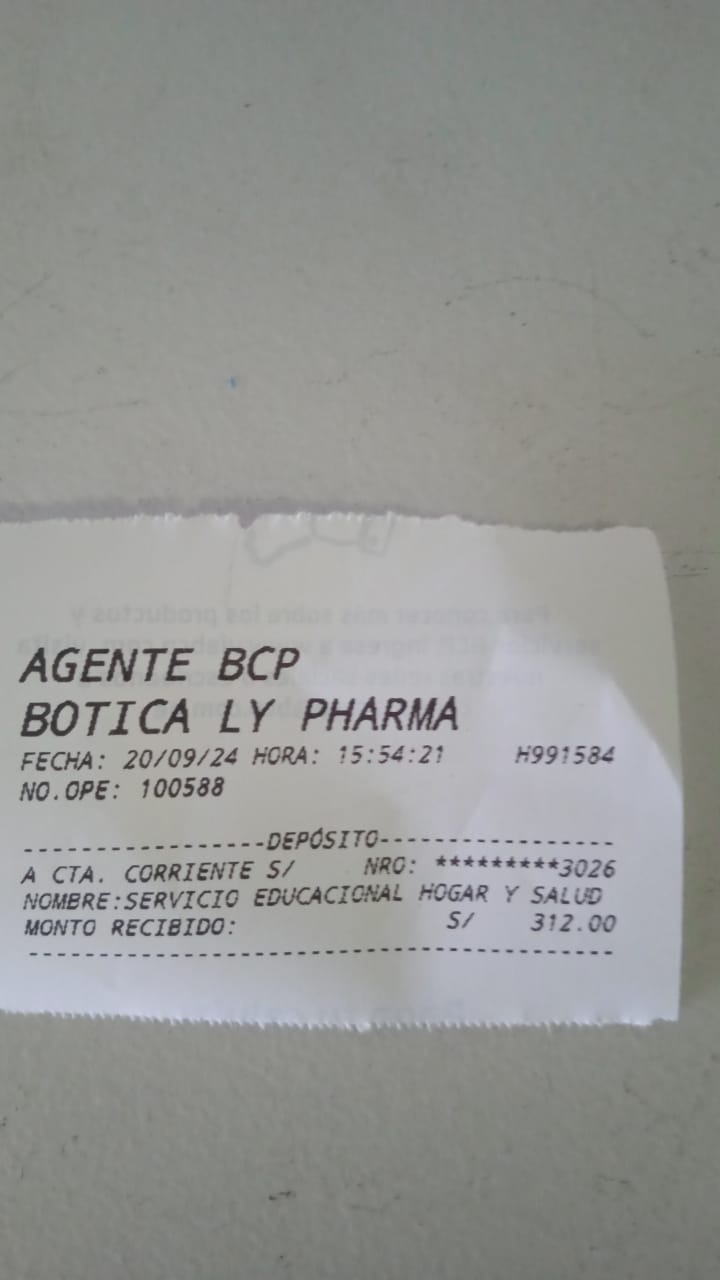 AGENTE BCP
BOTICA LY PHARMA
FECHA: 20/09/24 HORA: 15:54:21 H991584
NO.OPE: 100588
------------------DEPÓSITO-----------------
A CTA. CORRIENTE S/ NRO: *********3026
NOMBRE:SERVICIO EDUCACIONAL HOGAR Y SALUD
MONTO RECIBIDO: S/ 312.00